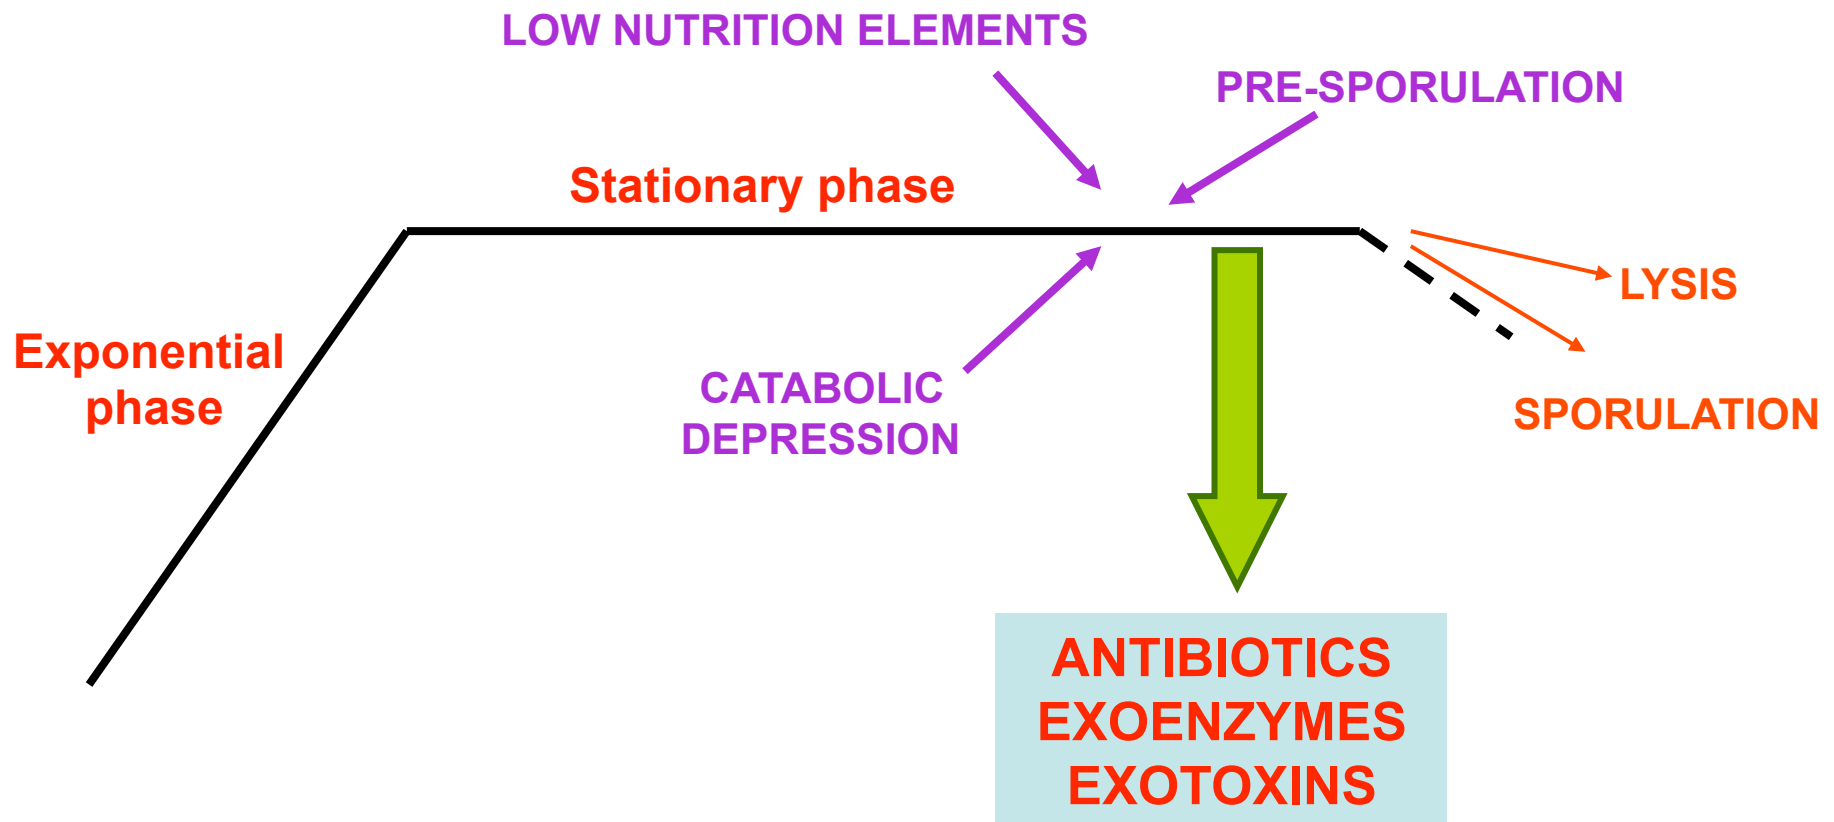 LOW NUTRITION ELEMENTS
PRE-SPORULATION
Stationary phase
LYSIS
Exponential
phase
CATABOLIC
DEPRESSION
SPORULATION
ANTIBIOTICS
EXOENZYMES
EXOTOXINS